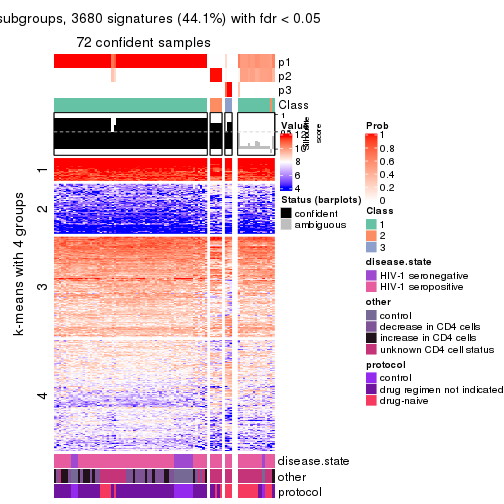 subgroups, 3680 signatures (44.1%) with fdr < 0.05
72 confident samples
p1
p2
p3
Class
1
Silhouette
score
Value
12
10
8
6
4
Prob
1
0.8
0.6
0.4
0.2
0
Status (barplots)
confident
ambiguous
Class
1
2
3
disease.state
HIV-1 seronegative
HIV-1 seropositive
other
control
decrease in CD4 cells
increase in CD4 cells
unknown CD4 cell status
protocol
control
drug regimen not indicated
drug-naive
k-means with 4 groups
1
2
3
4
disease.state
other
protocol